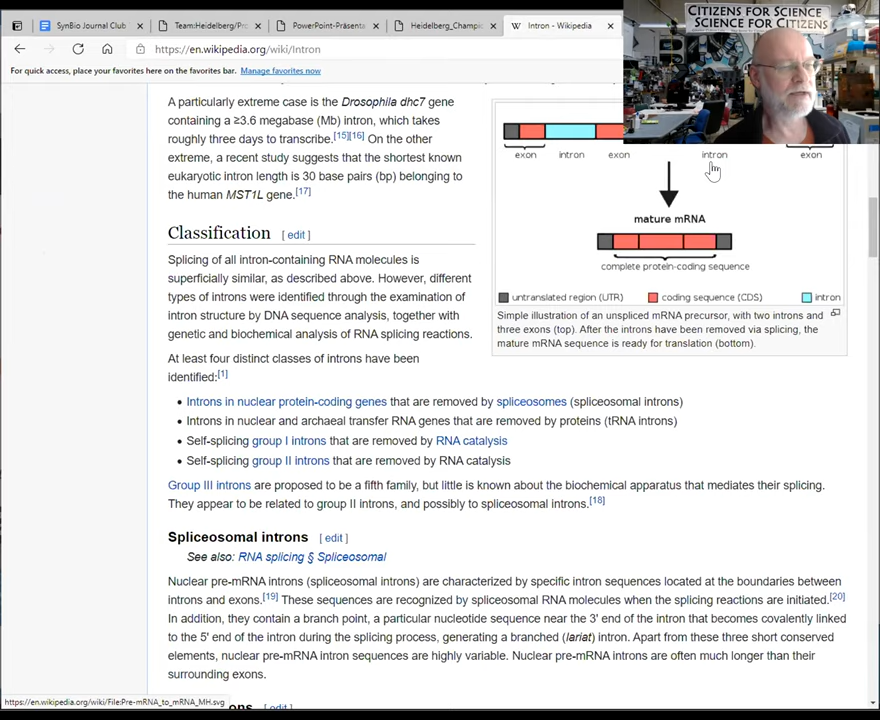 SynBio Journal Club
Team:Heidelberg/Pro
PowerPoint-Präsenta
Heidelberg_Champio
W Intron - Wikipedia
https://en.wikipedia.org/wiki/Intron
For quick access, place your favorites here on the favorites bar. Manage favorites now
CITIZENS FOR SCIENCE
SCIENCE FOR CITIZENS
A particularly extreme case is the Drosophila dhc7 gene
containing a ≥3.6 megabase (Mb) intron, which takes
roughly three days to transcribe.[15][16] On the other
extreme, a recent study suggests that the shortest known
eukaryotic intron length is 30 base pairs (bp) belonging to
the human MST1L gene.[17]
exon intron exon intron exon
mature mRNA
complete protein-coding sequence
untranslated region (UTR) coding sequence (CDS) intron
Simple illustration of an unspliced mRNA precursor, with two introns and
three exons (top). After the introns have been removed via splicing, the
mature mRNA sequence is ready for translation (bottom).
Classification [ edit ]
Splicing of all intron-containing RNA molecules is
superficially similar, as described above. However, different
types of introns were identified through the examination of
intron structure by DNA sequence analysis, together with
genetic and biochemical analysis of RNA splicing reactions.
At least four distinct classes of introns have been
identified:[1]
• Introns in nuclear protein-coding genes that are removed by spliceosomes (spliceosomal introns)
• Introns in nuclear and archaeal transfer RNA genes that are removed by proteins (tRNA introns)
• Self-splicing group I introns that are removed by RNA catalysis
• Self-splicing group II introns that are removed by RNA catalysis
Group III introns are proposed to be a fifth family, but little is known about the biochemical apparatus that mediates their splicing.
They appear to be related to group II introns, and possibly to spliceosomal introns.[18]
Spliceosomal introns [ edit ]
See also: RNA splicing § Spliceosomal
Nuclear pre-mRNA introns (spliceosomal introns) are characterized by specific intron sequences located at the boundaries between
introns and exons.[19] These sequences are recognized by spliceosomal RNA molecules when the splicing reactions are initiated.[20]
In addition, they contain a branch point, a particular nucleotide sequence near the 3' end of the intron that becomes covalently linked
to the 5' end of the intron during the splicing process, generating a branched (lariat) intron. Apart from these three short conserved
elements, nuclear pre-mRNA intron sequences are highly variable. Nuclear pre-mRNA introns are often much longer than their
surrounding exons.
https://en.wikipedia.org/wiki/File:Pre-mRNA_to_mRNA_MH.svg
ons [ edit ]